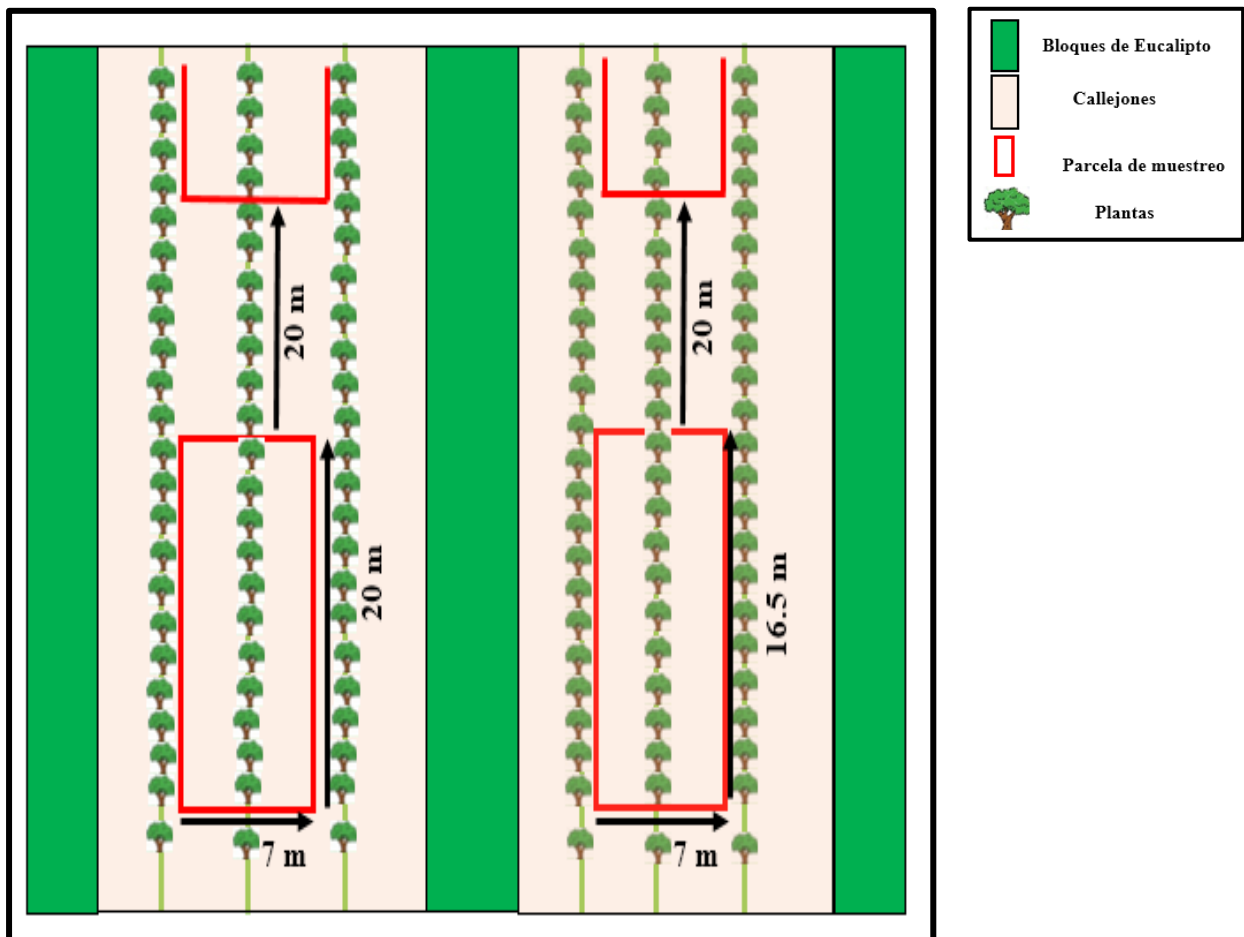 Bloques de Eucalipto
Callejones
Parcela de muestreo
Plantas
20 m
20 m
20 m
16.5 m
7 m
7 m